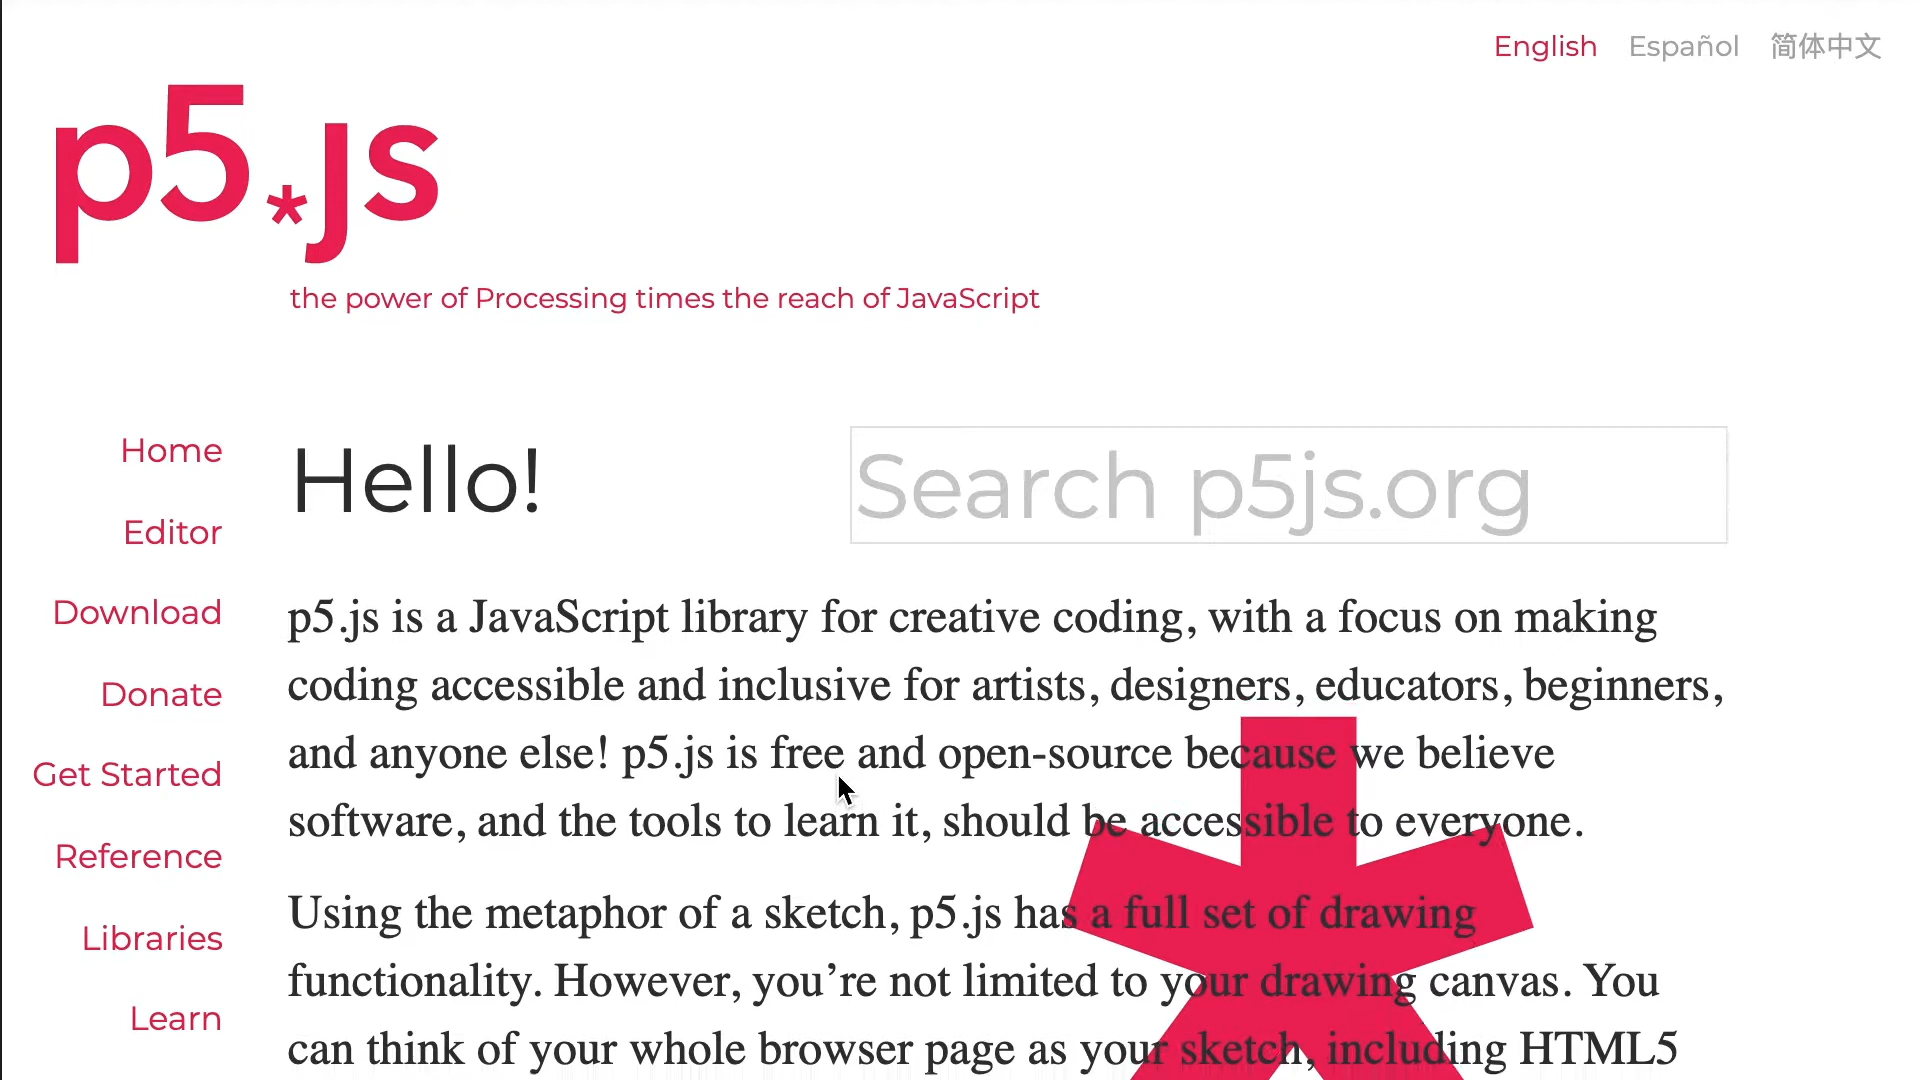 English Español 简体中文
p5.js
the power of Processing times the reach of JavaScript
Home
Editor
Download
Donate
Get Started
Reference
Libraries
Learn
Hello!
Search p5js.org
p5.js is a JavaScript library for creative coding, with a focus on making
coding accessible and inclusive for artists, designers, educators, beginners,
and anyone else! p5.js is free and open-source because we believe
software, and the tools to learn it, should be accessible to everyone.
Using the metaphor of a sketch, p5.js has a full set of drawing
functionality. However, you’re not limited to your drawing canvas. You
can think of your whole browser page as your sketch, including HTML5